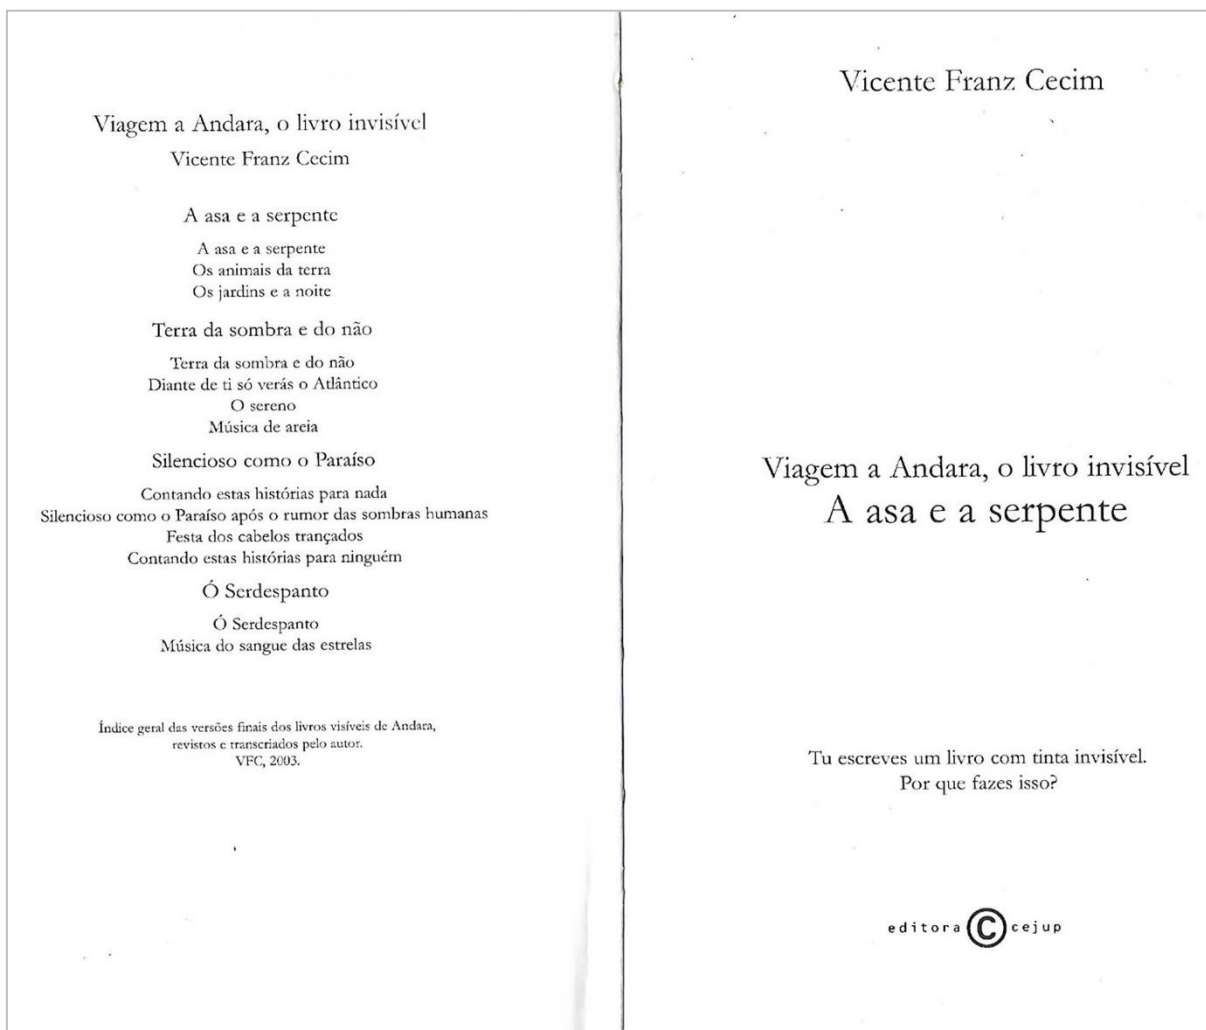 Viagem a Andara, o livro invisível
Vicente Franz Cecim
A asa e a serpente
A asa e a serpente
Os animais da terra
Os jardins e a noite
Terra da sombra e do não
Terra da sombra e do não
Diante de ti só verás o Atlântico
O sereno
Música de areia
Silencioso como o Paraíso
Contando estas histórias para nada
Silencioso como o Paraíso após o rumor das sombras humanas
Festa dos cabelos trançados
Contando estas histórias para ninguém
Ó Serdespanto
Ó Serdespanto
Música do sangue das estrelas
Índice geral das versões finais dos livros visíveis de Andara,
revistos e transcriados pelo autor.
VFC, 2003.
Vicente Franz Cecim
Viagem a Andara, o livro invisível
A asa e a serpente
Tu escreves um livro com tinta invisível.
Por que fazes isso?
editora C cejup